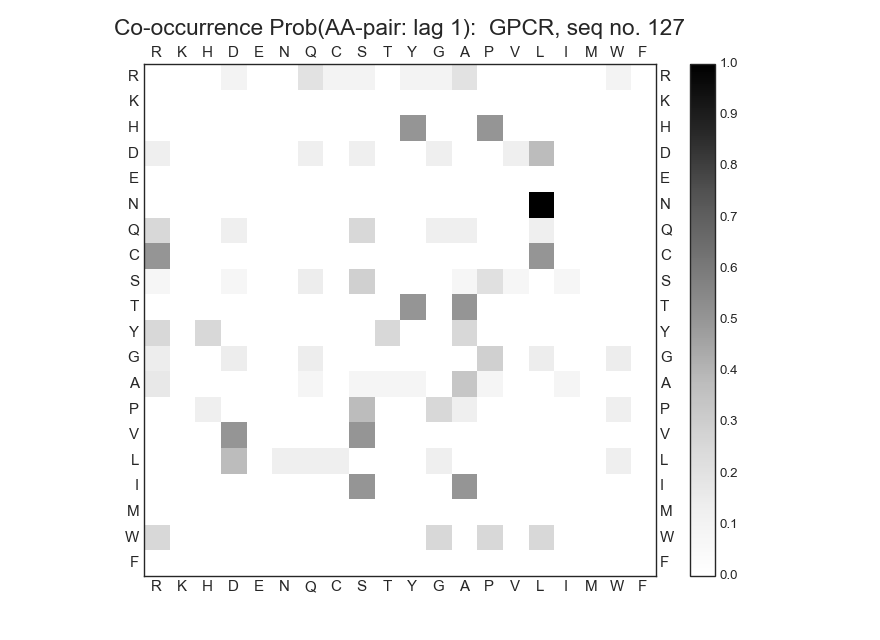 Co-occurrence Prob(AA-pair: lag 1):  GPCR, seq no. 127
R K H D E N Q C S T Y G A P V L I M W F
R R
K K
H H
D D
E E
N N
Q Q
C C
S S
T T
Y Y
G G
A A
P P
V V
L L
I I
M M
W W
F F
R K H D E N Q C S T Y G A P V L I M W F
1.0
0.9
0.8
0.7
0.6
0.5
0.4
0.3
0.2
0.1
0.0